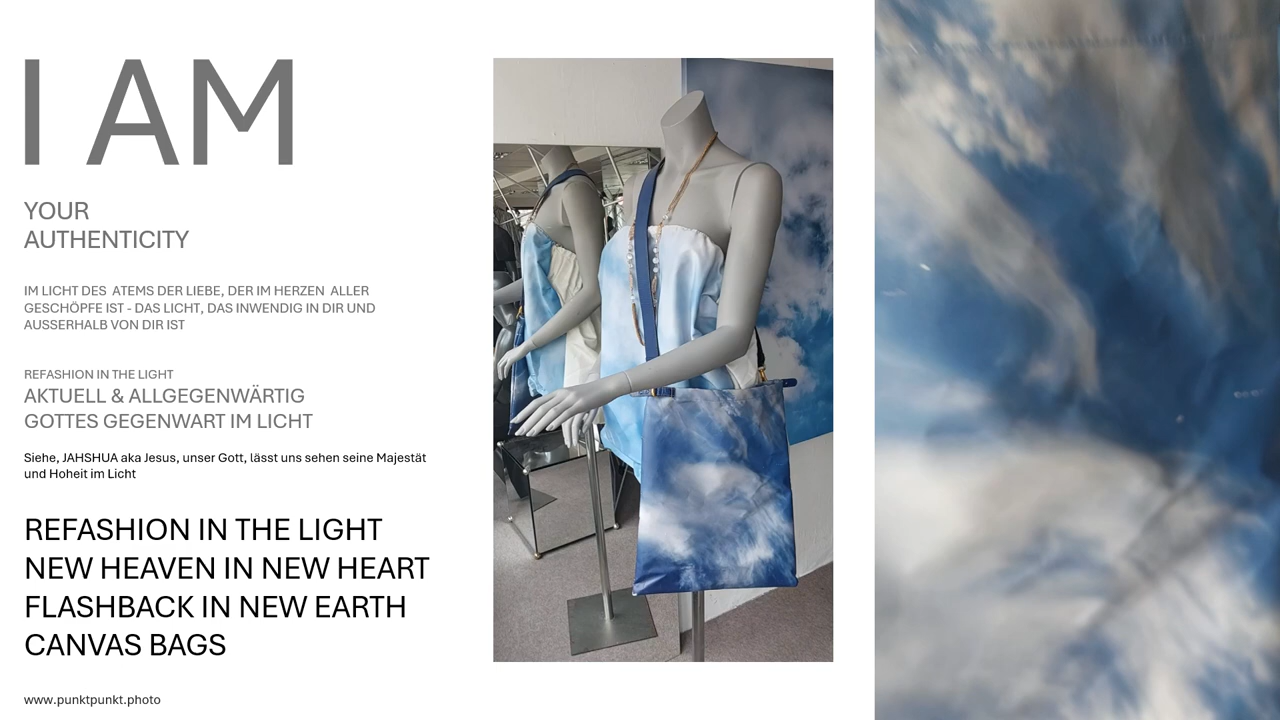 I AM
YOUR
AUTHENTICITY
IM LICHT DES  ATEMS DER LIEBE, DER IM HERZEN  ALLER
GESCHÖPFE IST - DAS LICHT, DAS INWENDIG IN DIR UND
AUSSERHALB VON DIR IST
REFASHION IN THE LIGHT
AKTUELL & ALLGEGENWÄRTIG
GOTTES GEGENWART IM LICHT
Siehe, JAHSHUA aka Jesus, unser Gott, lässt uns sehen seine Majestät
und Hoheit im Licht
REFASHION IN THE LIGHT
NEW HEAVEN IN NEW HEART
FLASHBACK IN NEW EARTH
CANVAS BAGS
www.punktpunkt.photo